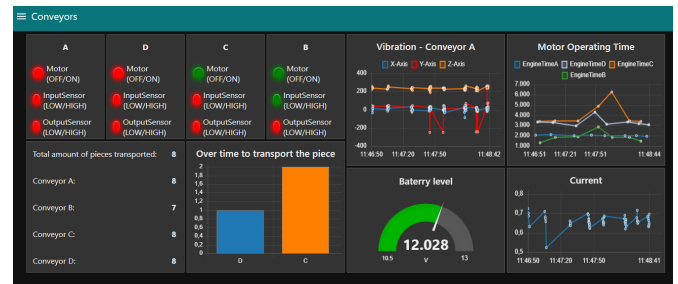 Conveyors
A
Motor
(OFF/ON)
InputSensor
(LOW/HIGH)
OutputSensor
(LOW/HIGH)
D
Motor
(OFF/ON)
InputSensor
(LOW/HIGH)
OutputSensor
(LOW/HIGH)
C
Motor
(OFF/ON)
InputSensor
(LOW/HIGH)
OutputSensor
(LOW/HIGH)
B
Motor
(OFF/ON)
InputSensor
(LOW/HIGH)
OutputSensor
(LOW/HIGH)
Vibration - Conveyor A
X-Axis Y-Axis Z-Axis
400
200
0
-200
-400
11:46:50 11:47:20 11:47:50 11:48:42
Motor Operating Time
EngineTimeA EngineTimeD EngineTimeC
EngineTimeB
7.000
6.000
5.000
4.000
3.000
2.000
1.000
11:46:51 11:47:21 11:47:51 11:48:44
Total amount of pieces transported: 8
Conveyor A: 8
Conveyor B: 7
Conveyor C: 8
Conveyor D: 8
Over time to transport the piece
2
1,8
1,6
1,4
1,2
1
0,8
0,6
0,4
0,2
0
D C
Baterry level
12.028
10.5 V 13
Current
0,8
0,7
0,6
0,5
11:46:50 11:47:20 11:47:50 11:48:41